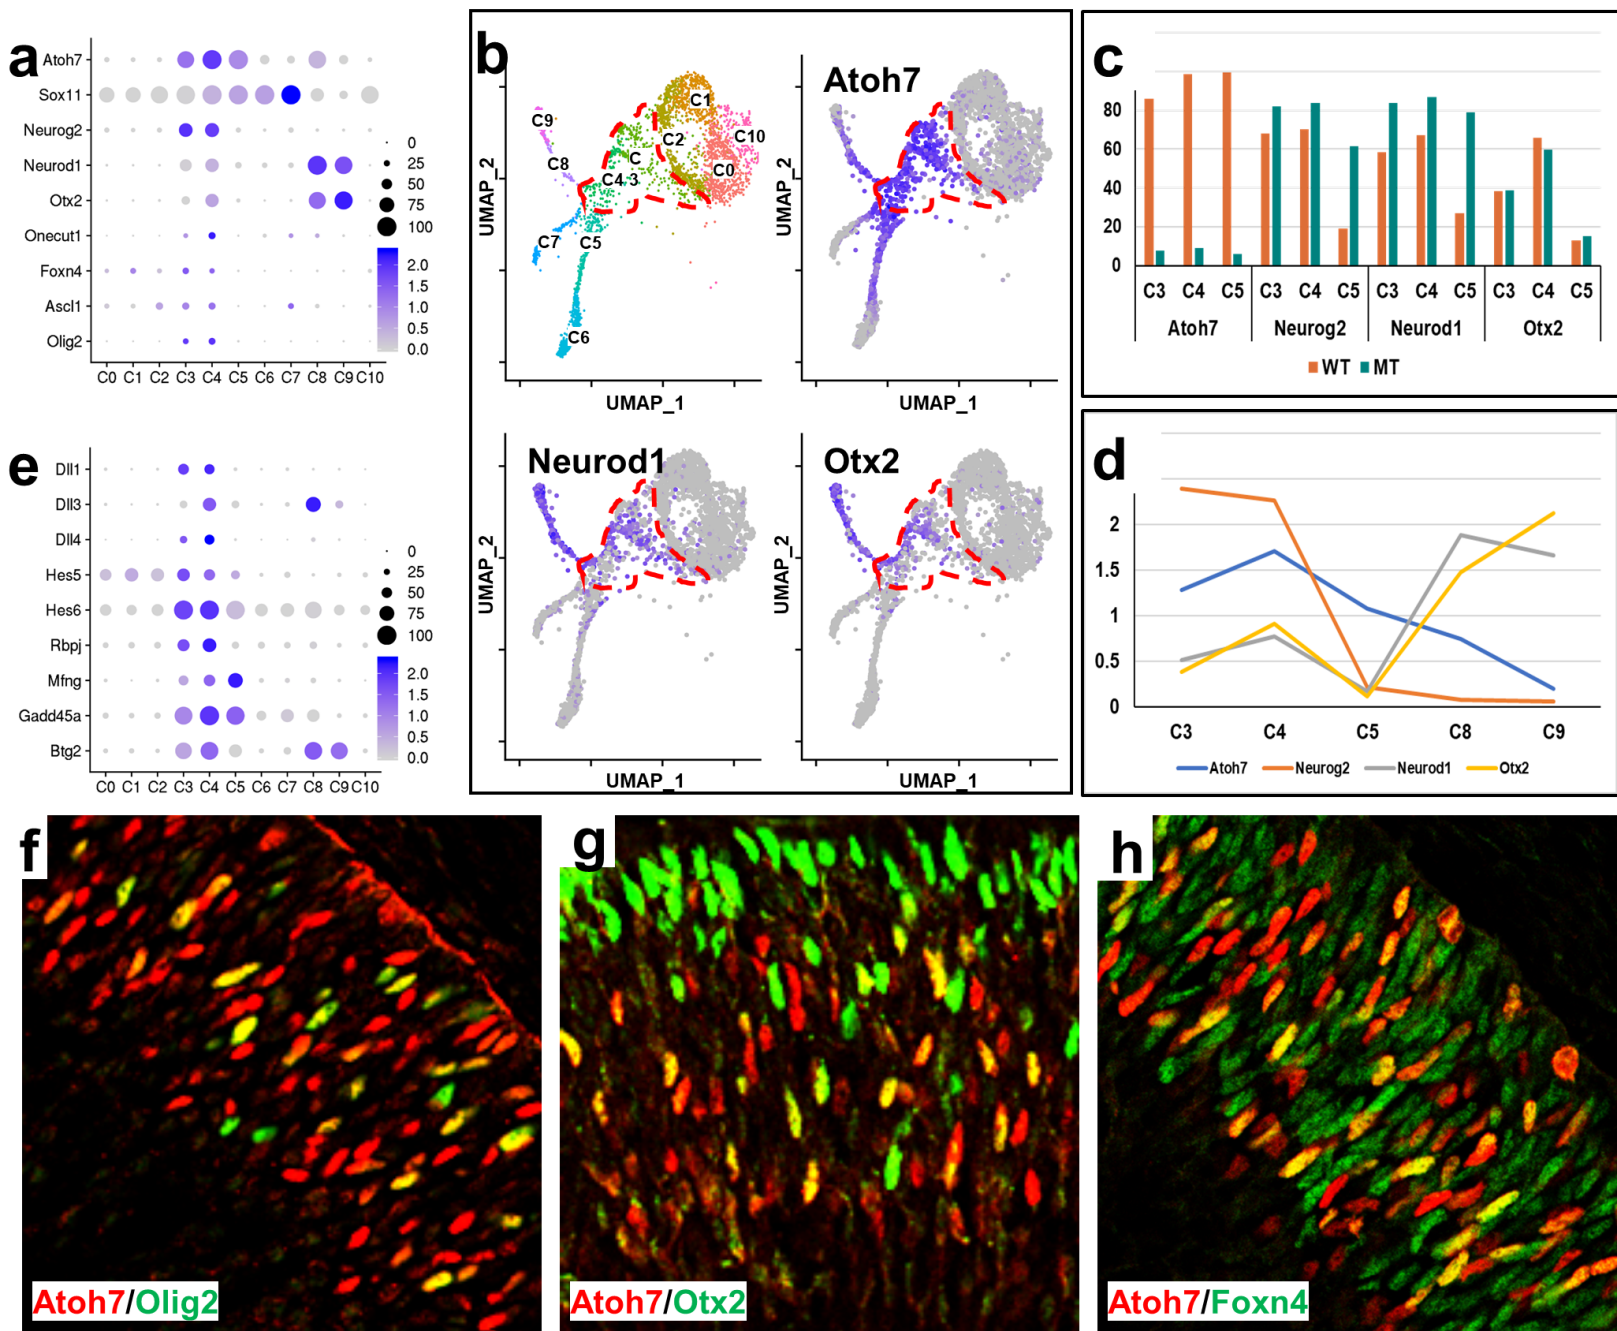 a
Atoh7
Sox11
Neurog2
Neurod1
Otx2
Onecut1
Foxn4
Ascl1
Olig2
C0 C1 C2 C3 C4 C5 C6 C7 C8 C9 C10
0
25
50
75
100
2.0
1.5
1.0
0.5
0.0
b
C9
C8
C7
C6
C5
C4
C
3
C2
C1
C10
C0
UMAP_2
UMAP_1
Atoh7
UMAP_2
UMAP_1
Neurod1
UMAP_2
UMAP_1
Otx2
UMAP_2
UMAP_1
c
80
60
40
20
0
C3 C4 C5 C3 C4 C5 C3 C4 C5 C3 C4 C5
Atoh7 Neurog2 Neurod1 Otx2
WT MT
d
2
1.5
1
0.5
0
C3 C4 C5 C8 C9
Atoh7 Neurog2 Neurod1 Otx2
e
Dll1
Dll3
Dll4
Hes5
Hes6
Rbpj
Mfng
Gadd45a
Btg2
C0 C1 C2 C3 C4 C5 C6 C7 C8 C9 C10
0
25
50
75
100
2.0
1.5
1.0
0.5
0.0
f
Atoh7/Olig2
g
Atoh7/Otx2
h
Atoh7/Foxn4